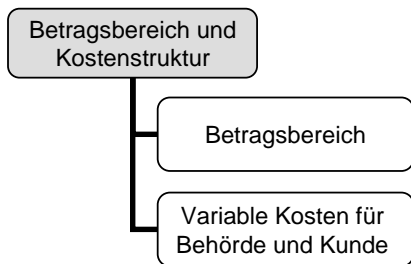 Betragsbereich und
Kostenstruktur
Betragsbereich
Variable Kosten für
Behörde und Kunde